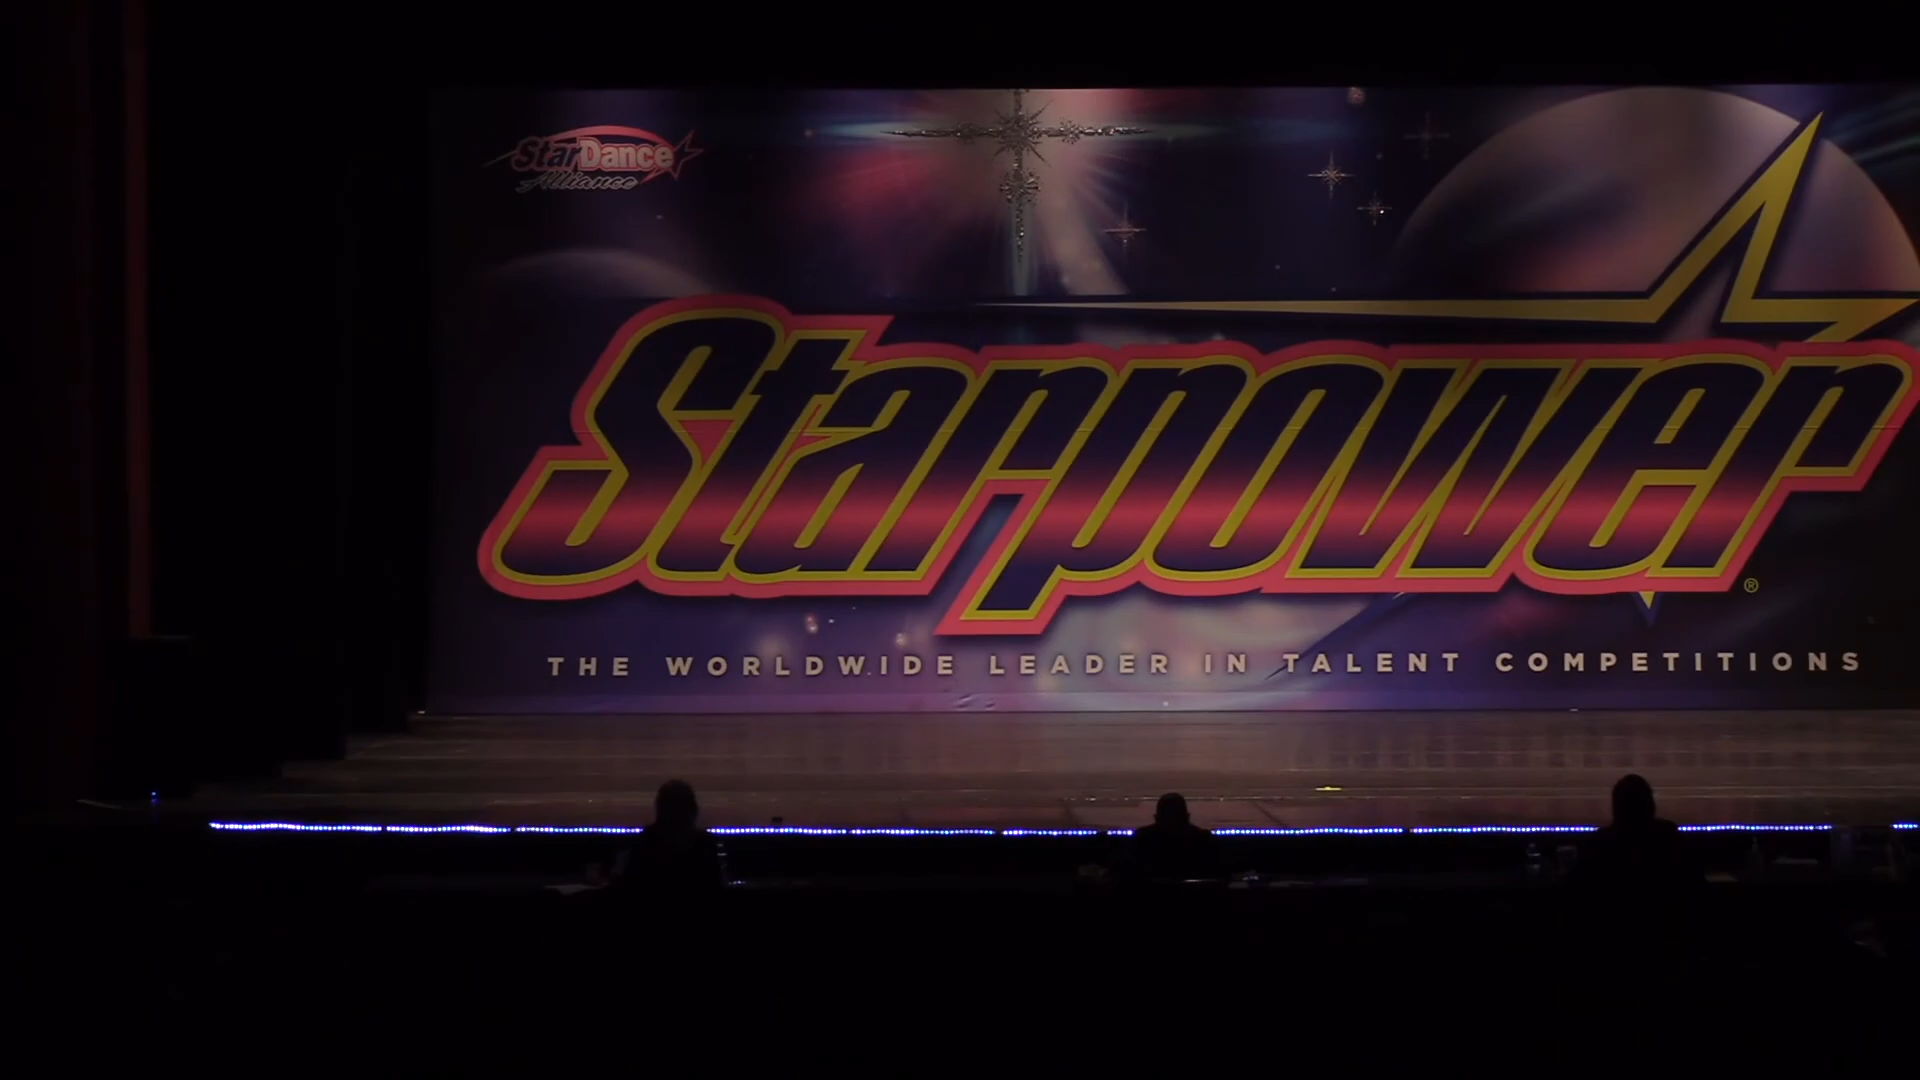 StarDance
Alliance
Starpower
®
THE WORLDWIDE LEADER IN TALENT COMPETITIONS